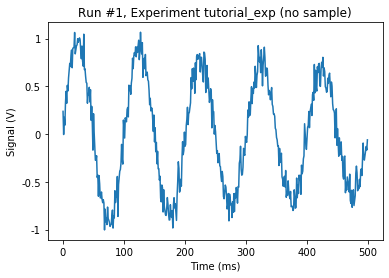 Run #1, Experiment tutorial_exp (no sample)
1
0.5
0
-0.5
-1
Signal (V)
0 100 200 300 400 500
Time (ms)